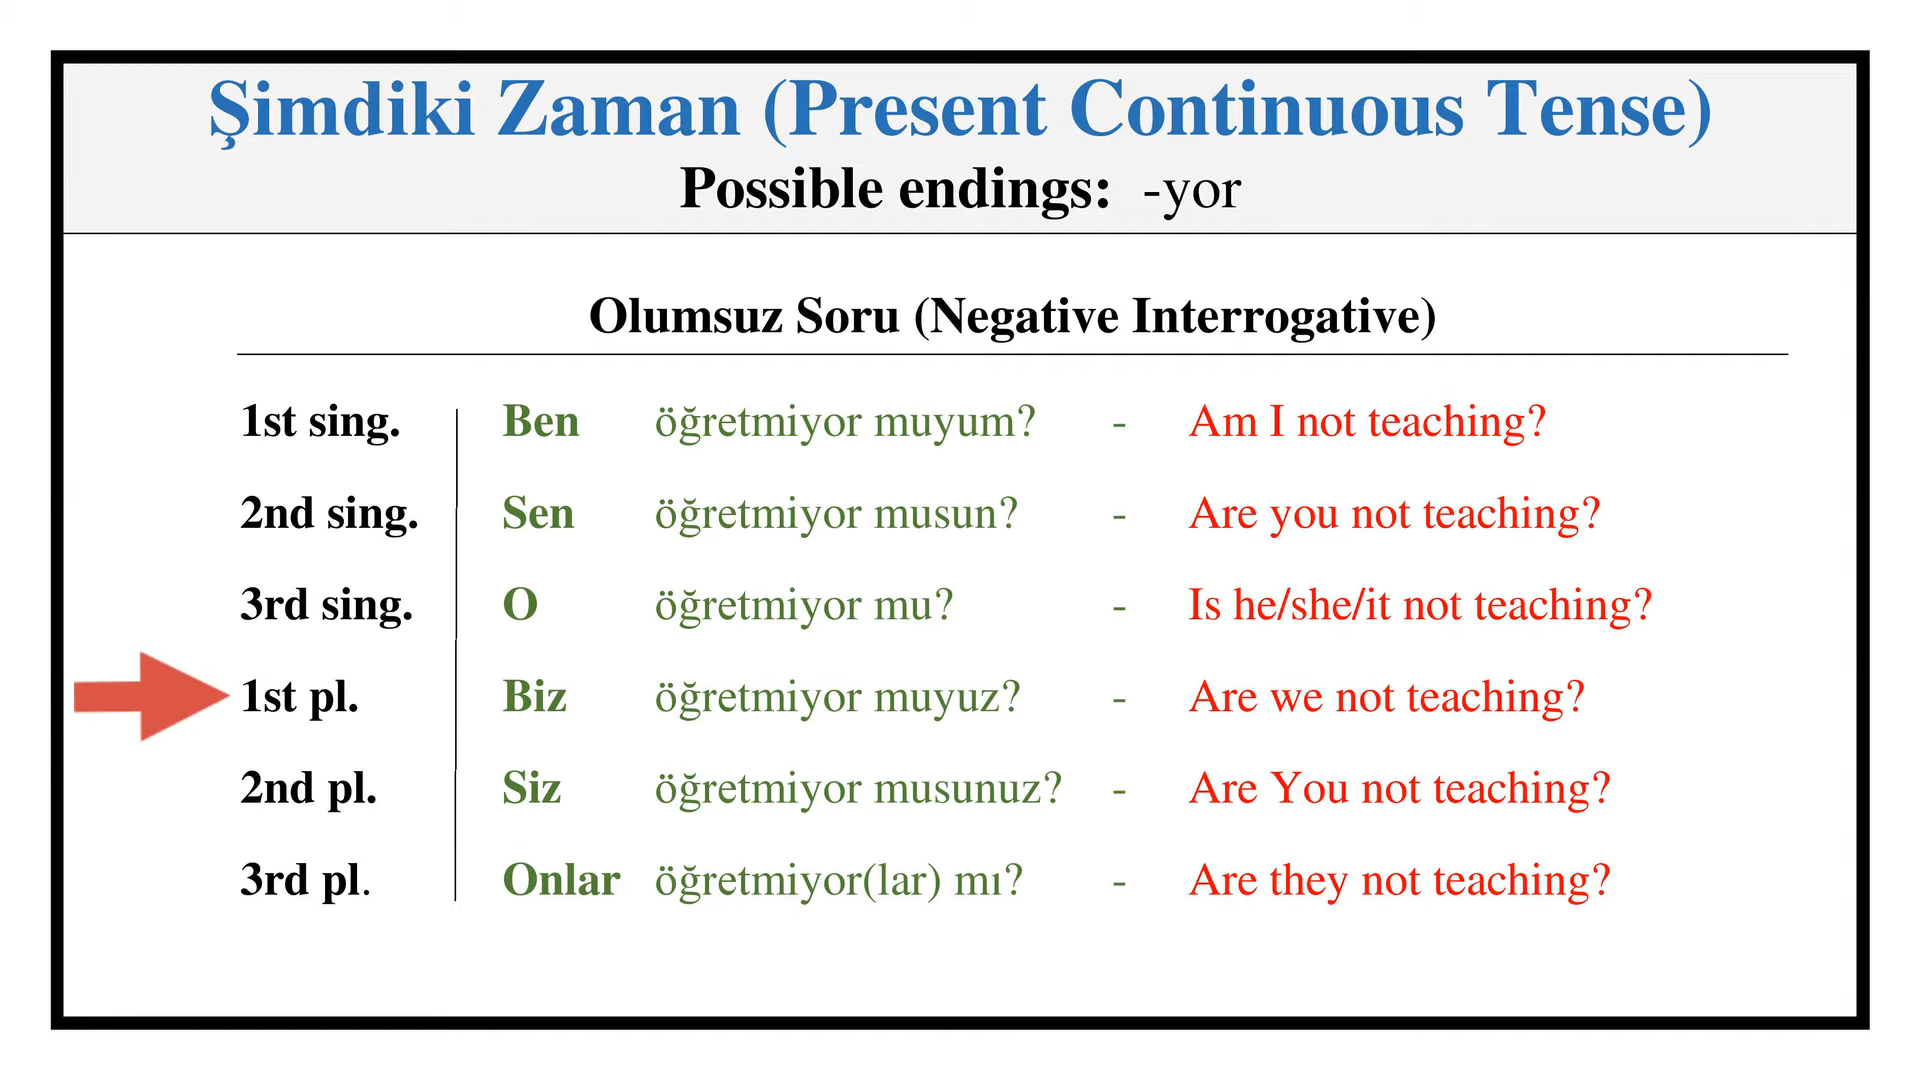 Şimdiki Zaman (Present Continuous Tense)
Possible endings: -yor
Olumsuz Soru (Negative Interrogative)
1st sing. Ben öğretmiyor muyum? - Am I not teaching?
2nd sing. Sen öğretmiyor musun? - Are you not teaching?
3rd sing. O öğretmiyor mu? - Is he/she/it not teaching?
1st pl. Biz öğretmiyor muyuz? - Are we not teaching?
2nd pl. Siz öğretmiyor musunuz? - Are You not teaching?
3rd pl. Onlar öğretmiyor(lar) mı? - Are they not teaching?